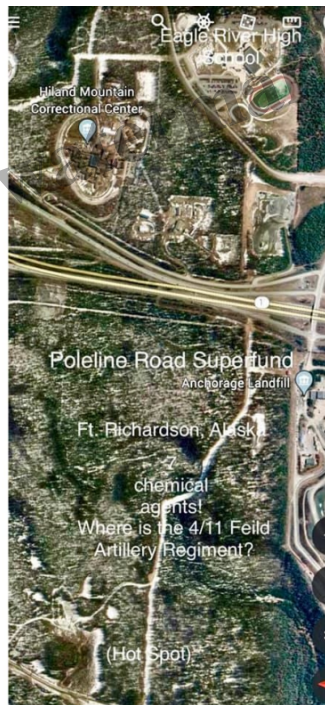 Eagle River High
School
Hiland Mountain
Correctional Center
1
Poleline Road Superfund
Anchorage Landfill
Ft. Richardson, Alaska
7
chemical
agents!
Where is the 4/11 Feild
Artillery Regiment?
(Hot Spot)